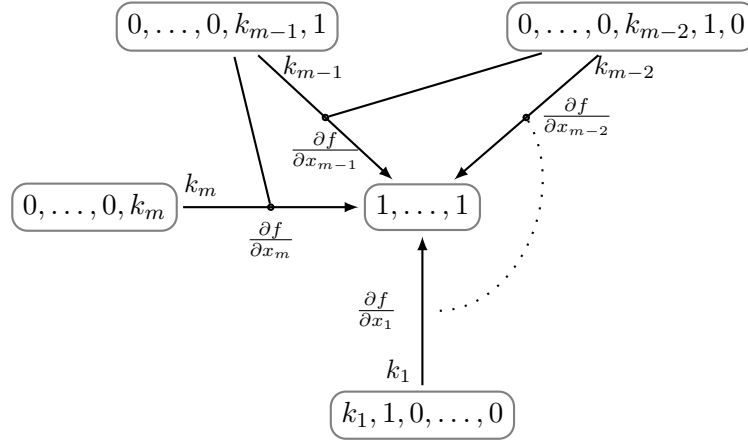 0, …, 0, k_{m−1}, 1
0, …, 0, k_{m−2}, 1, 0
k_{m−1}
k_{m−2}
∂f/∂x_{m−1}
∂f/∂x_{m−2}
k_m
0, …, 0, k_m
1, …, 1
∂f/∂x_m
∂f/∂x_1
k_1
k_1, 1, 0, …, 0